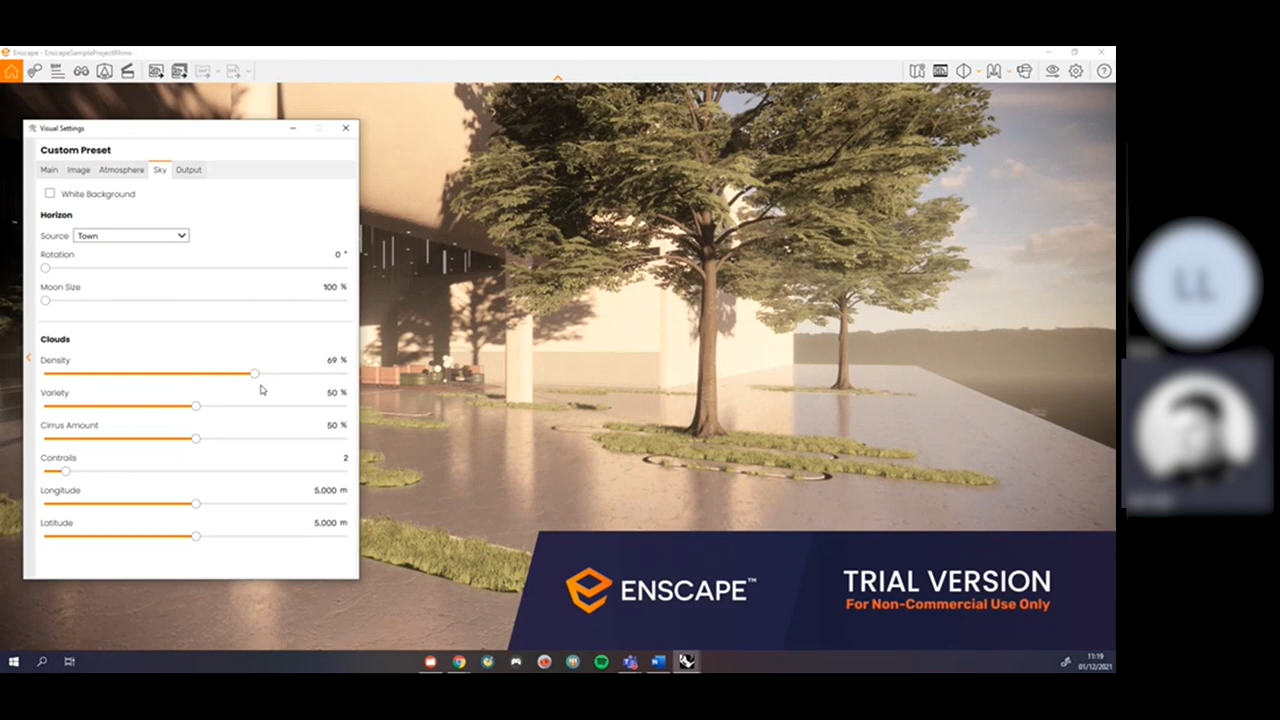 Enscape - EnscapeSampleProjectRhino
Visual Settings
Custom Preset
Main Image Atmosphere Sky Output
White Background
Horizon
Source Town
Rotation 0 °
Moon Size 100 %
Clouds
Density 69 %
Variety 50 %
Cirrus Amount 50 %
Contrails 2
Longitude 5,000 m
Latitude 5,000 m
ENSCAPE™
TRIAL VERSION
For Non-Commercial Use Only
11:19
01/12/2021
LL